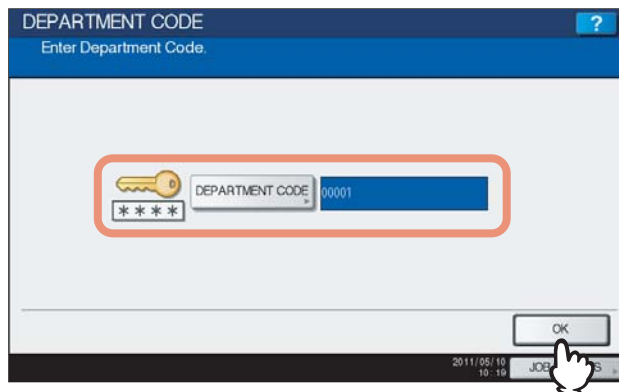 DEPARTMENT CODE
?
Enter Department Code.
DEPARTMENT CODE 00001
* * * *
OK
2011/05/10
10:19
JOB